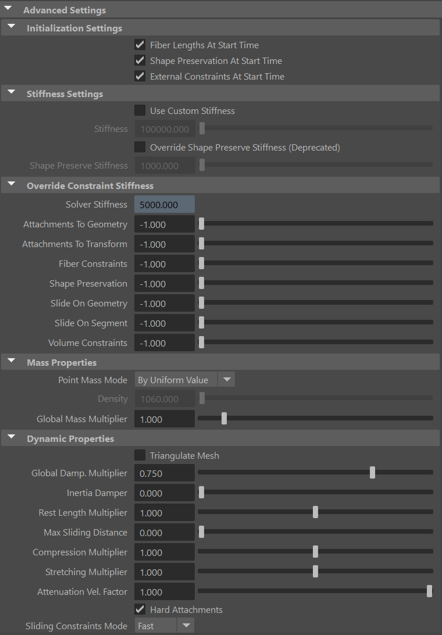 Advanced Settings
Initialization Settings
Fiber Lengths At Start Time
Shape Preservation At Start Time
External Constraints At Start Time
Stiffness Settings
Use Custom Stiffness
Stiffness 100000.000
Override Shape Preserve Stiffness (Deprecated)
Shape Preserve Stiffness 1000.000
Override Constraint Stiffness
Solver Stiffness 5000.000
Attachments To Geometry -1.000
Attachments To Transform -1.000
Fiber Constraints -1.000
Shape Preservation -1.000
Slide On Geometry -1.000
Slide On Segment -1.000
Volume Constraints -1.000
Mass Properties
Point Mass Mode By Uniform Value
Density 1060.000
Global Mass Multiplier 1.000
Dynamic Properties
Triangulate Mesh
Global Damp. Multiplier 0.750
Inertia Damper 0.000
Rest Length Multiplier 1.000
Max Sliding Distance 0.000
Compression Multiplier 1.000
Stretching Multiplier 1.000
Attenuation Vel. Factor 1.000
Hard Attachments
Sliding Constraints Mode Fast